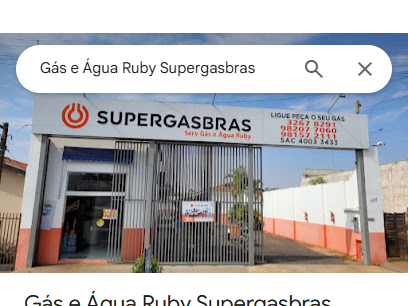 Gás e Água Ruby Supergasbras
SUPERGASBRAS
Serv Gás e Água Ruby
LIGUE PEÇA O SEU GÁS
3267 8291
98207 7060
98157 2111
SAC 4003 3433
Gás e Água Ruby Supergasbras